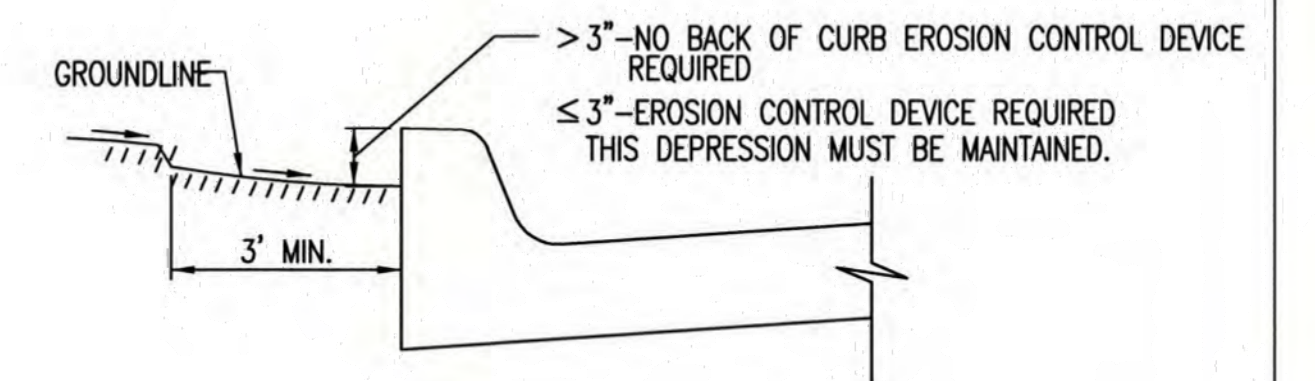 > 3"-NO BACK OF CURB EROSION CONTROL DEVICE
REQUIRED
GROUNDLINE
≤ 3"-EROSION CONTROL DEVICE REQUIRED
THIS DEPRESSION MUST BE MAINTAINED.
3' MIN.